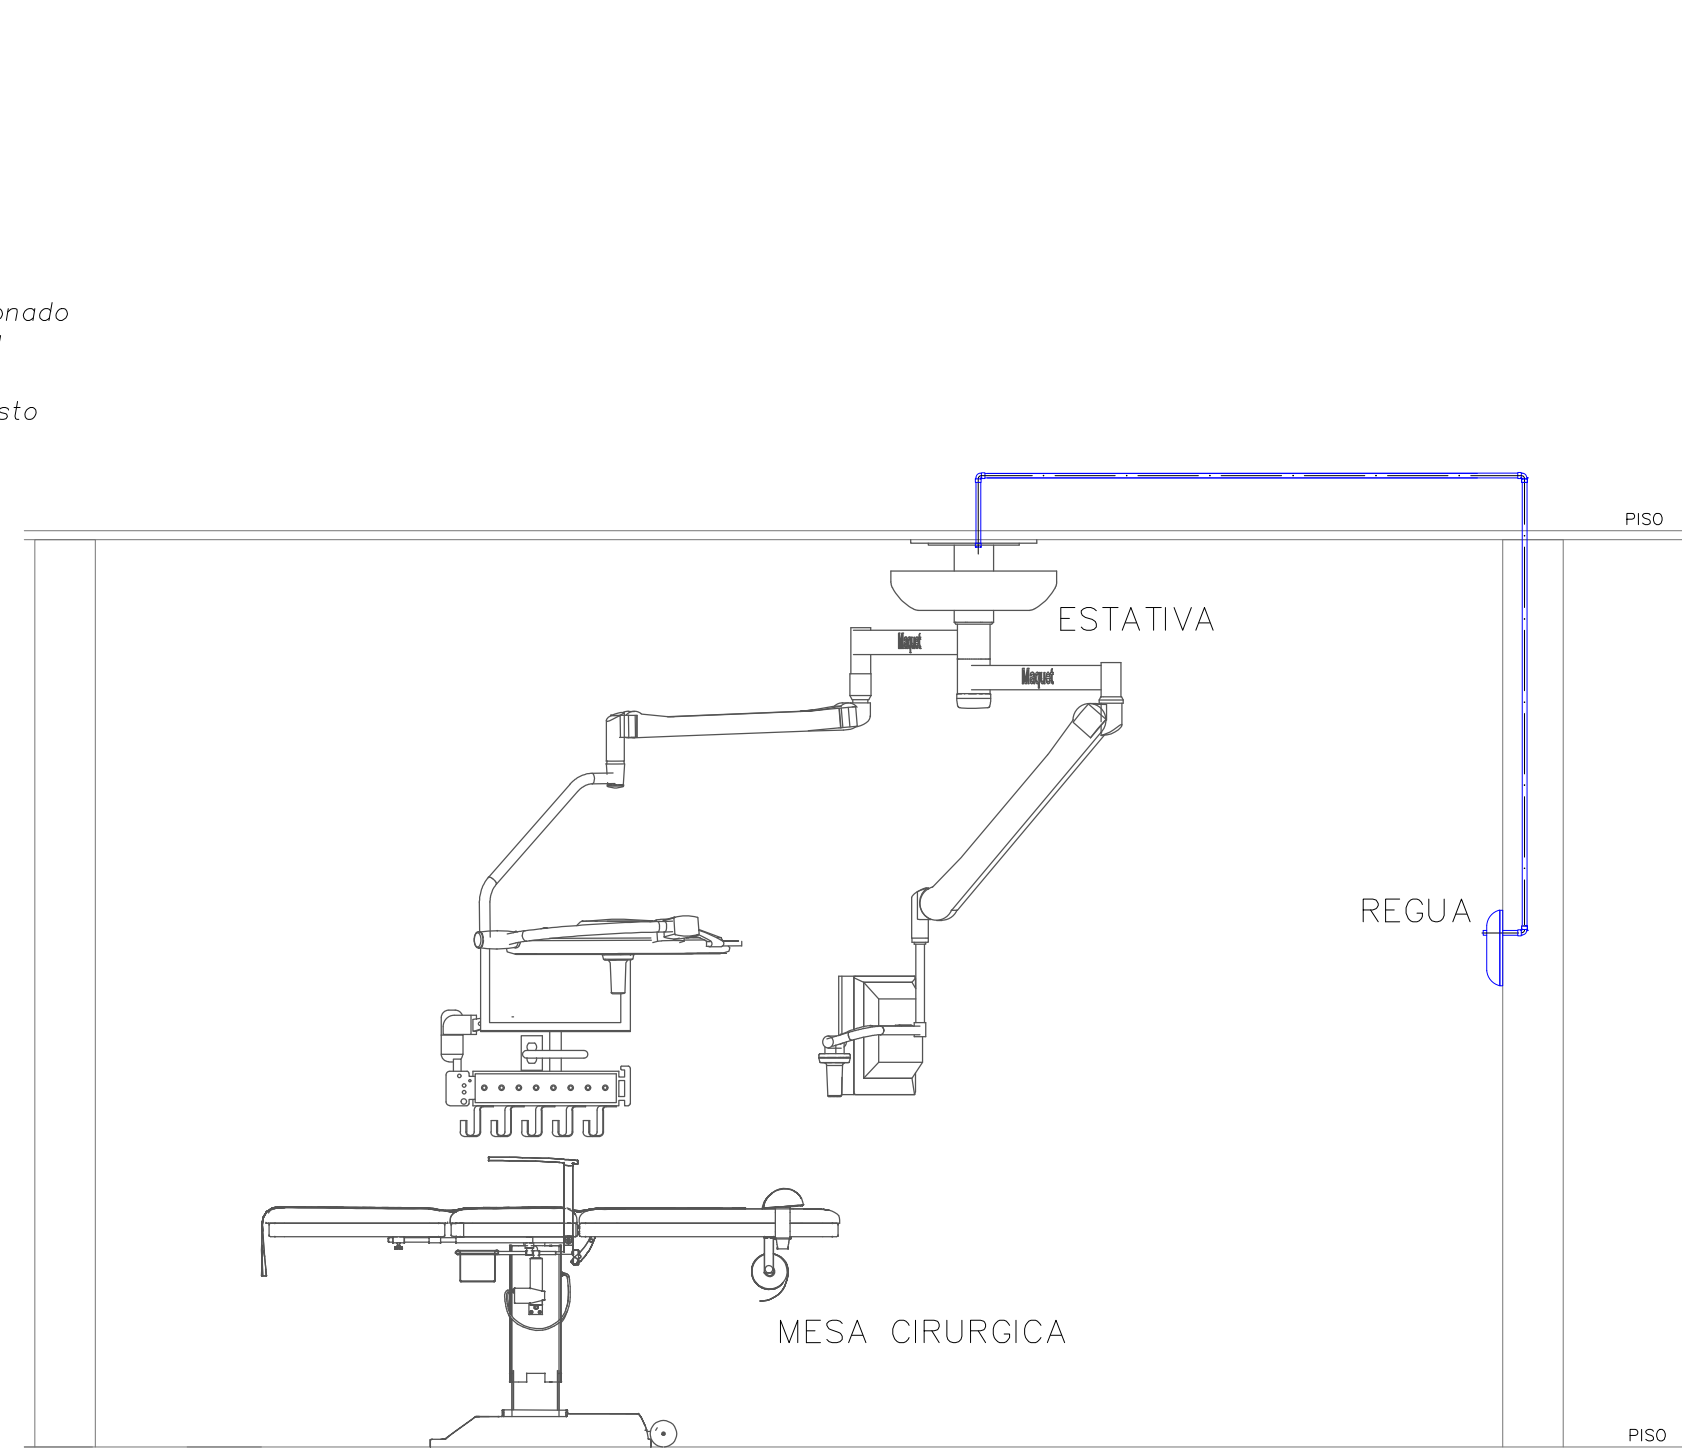 onado
sto
PISO
ESTATIVA
Maquet
Maquet
REGUA
MESA CIRURGICA
PISO